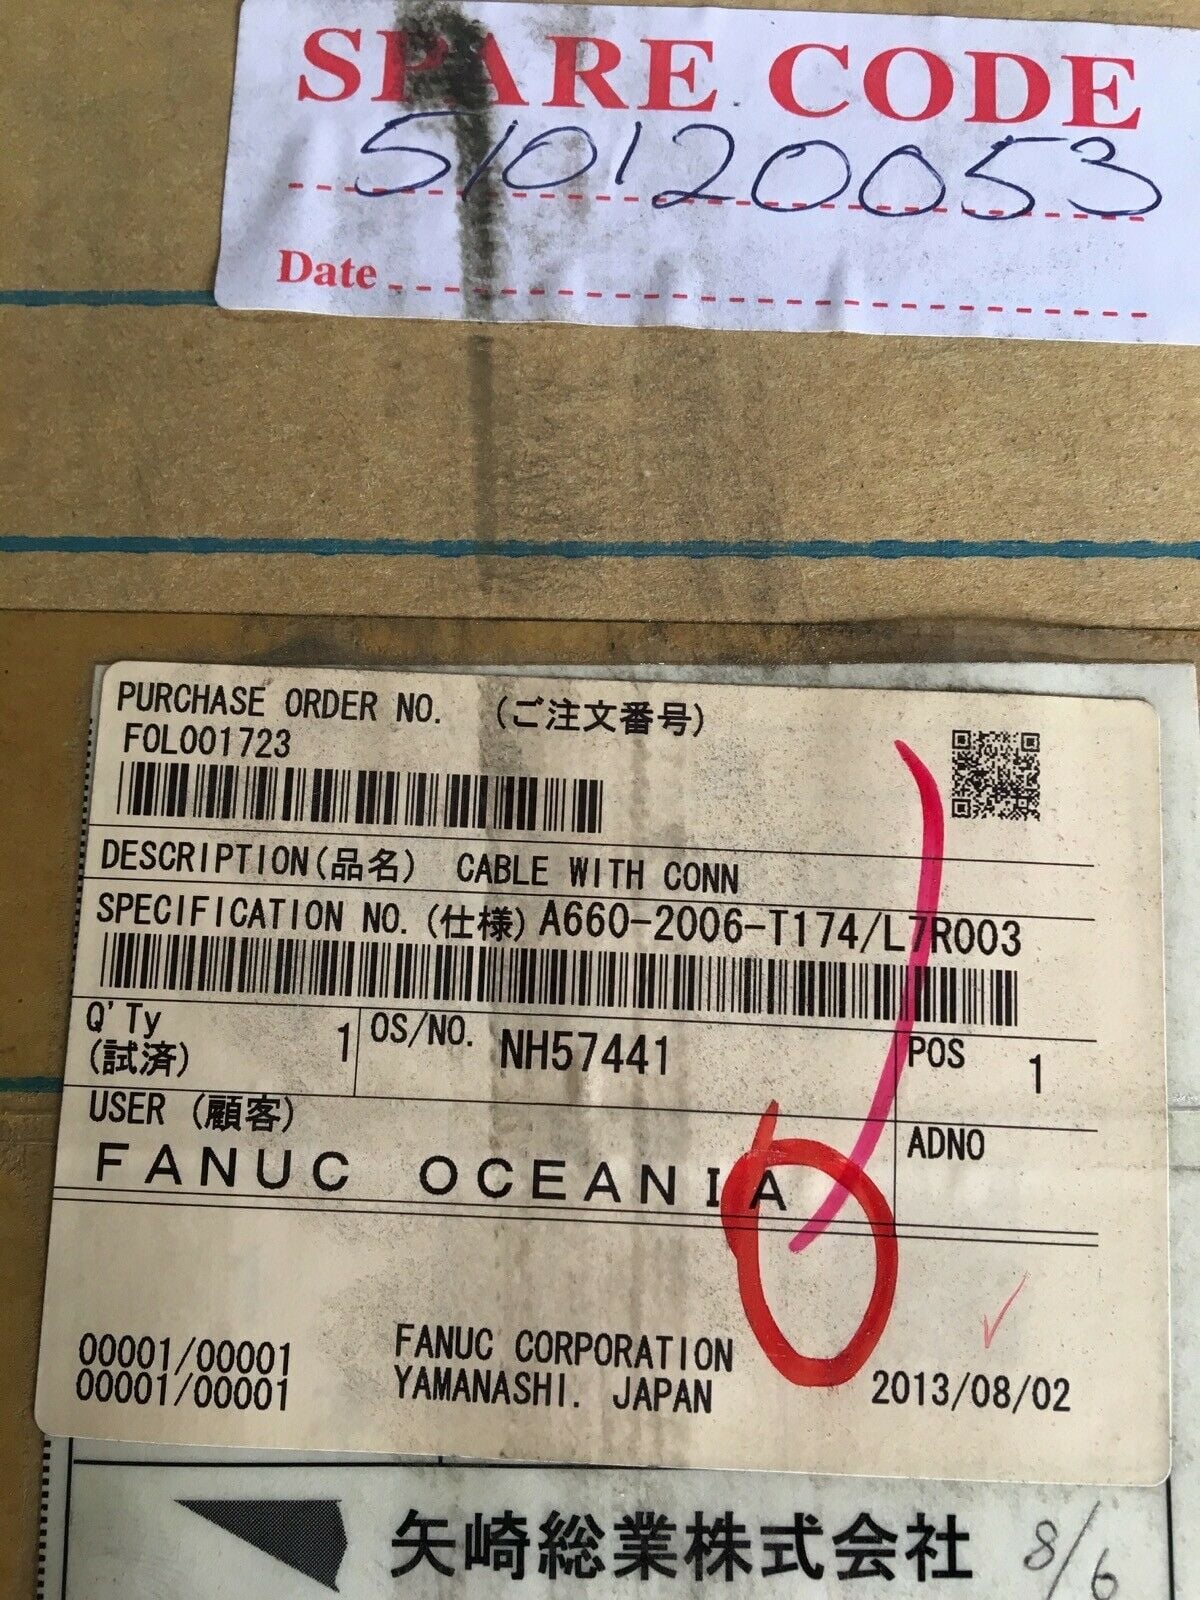 SPARE CODE
510120053
Date
PURCHASE ORDER NO. (ご注文番号)
FOL001723
DESCRIPTION(品名) CABLE WITH CONN
SPECIFICATION NO.(仕様) A660-2006-T174/L7R003
Q'Ty (試済) 1 OS/NO. NH57441 POS 1
USER (顧客) ADNO
FANUC OCEANIA
00001/00001 FANUC CORPORATION
00001/00001 YAMANASHI. JAPAN 2013/08/02
矢崎総業株式会社 8/6